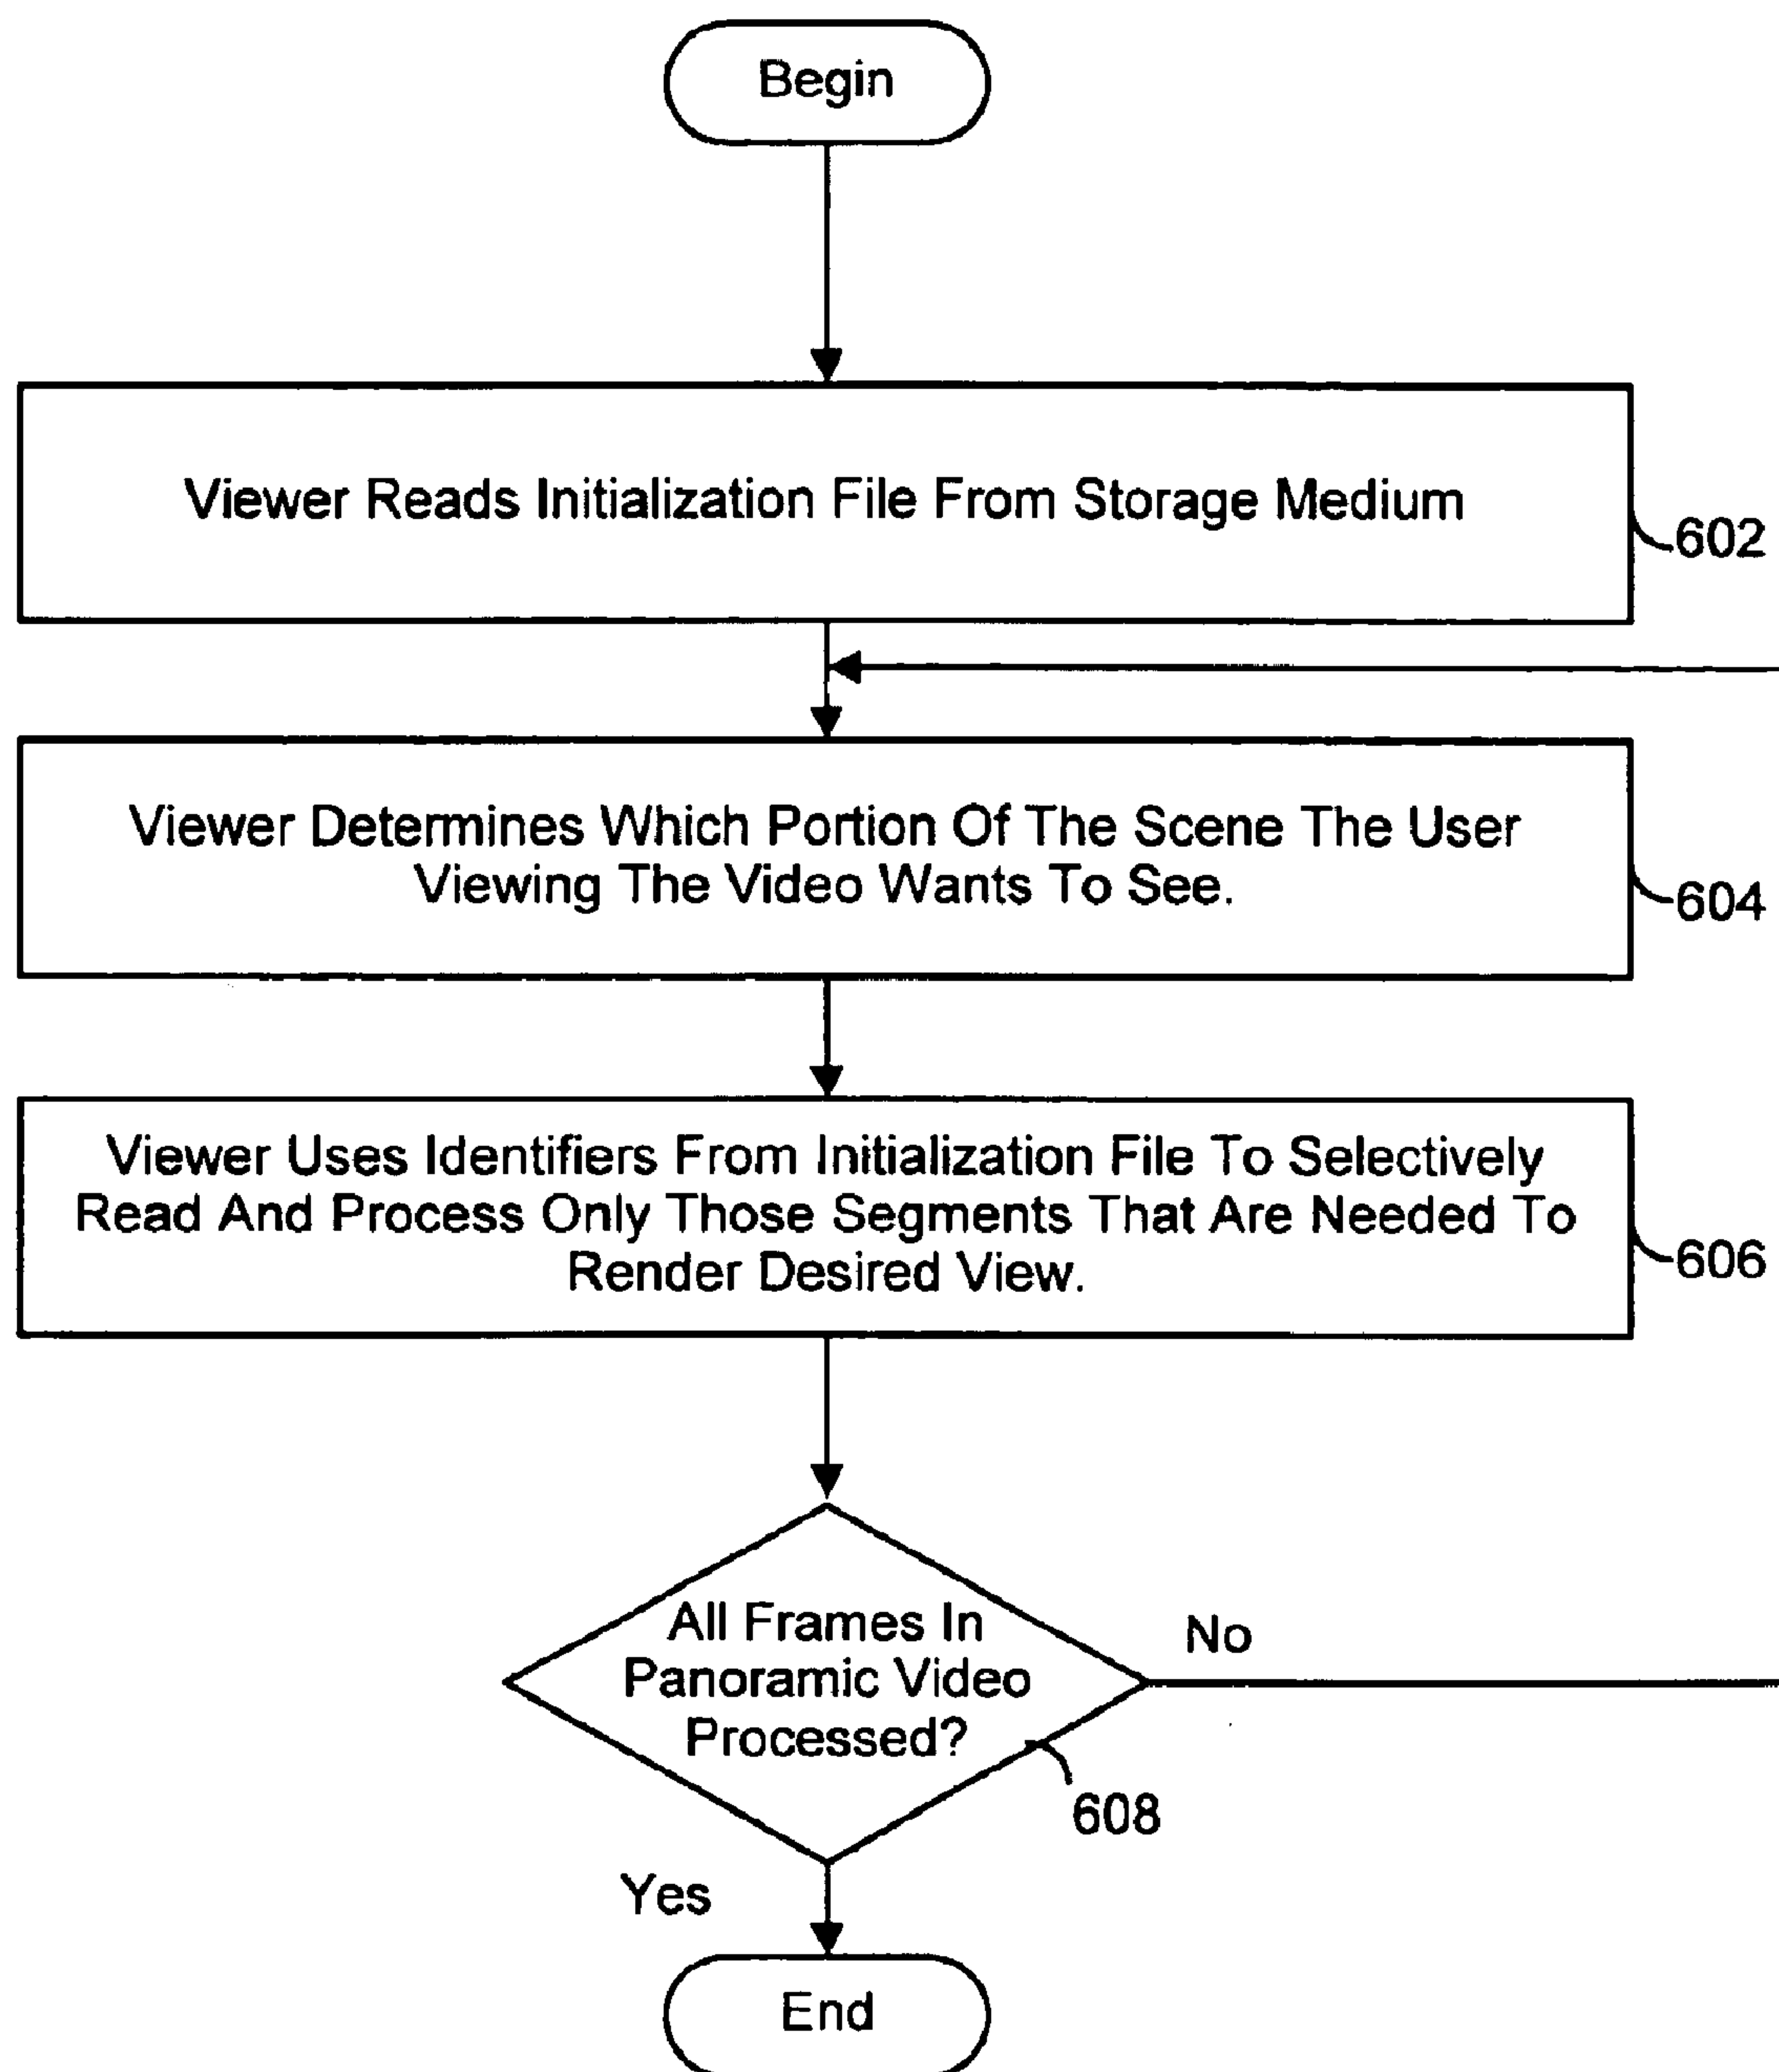 Begin
Viewer Reads Initialization File From Storage Medium
602
Viewer Determines Which Portion Of The Scene The User
Viewing The Video Wants To See.
604
Viewer Uses Identifiers From Initialization File To Selectively
Read And Process Only Those Segments That Are Needed To
Render Desired View.
606
All Frames In
Panoramic Video
Processed?
No
608
Yes
End